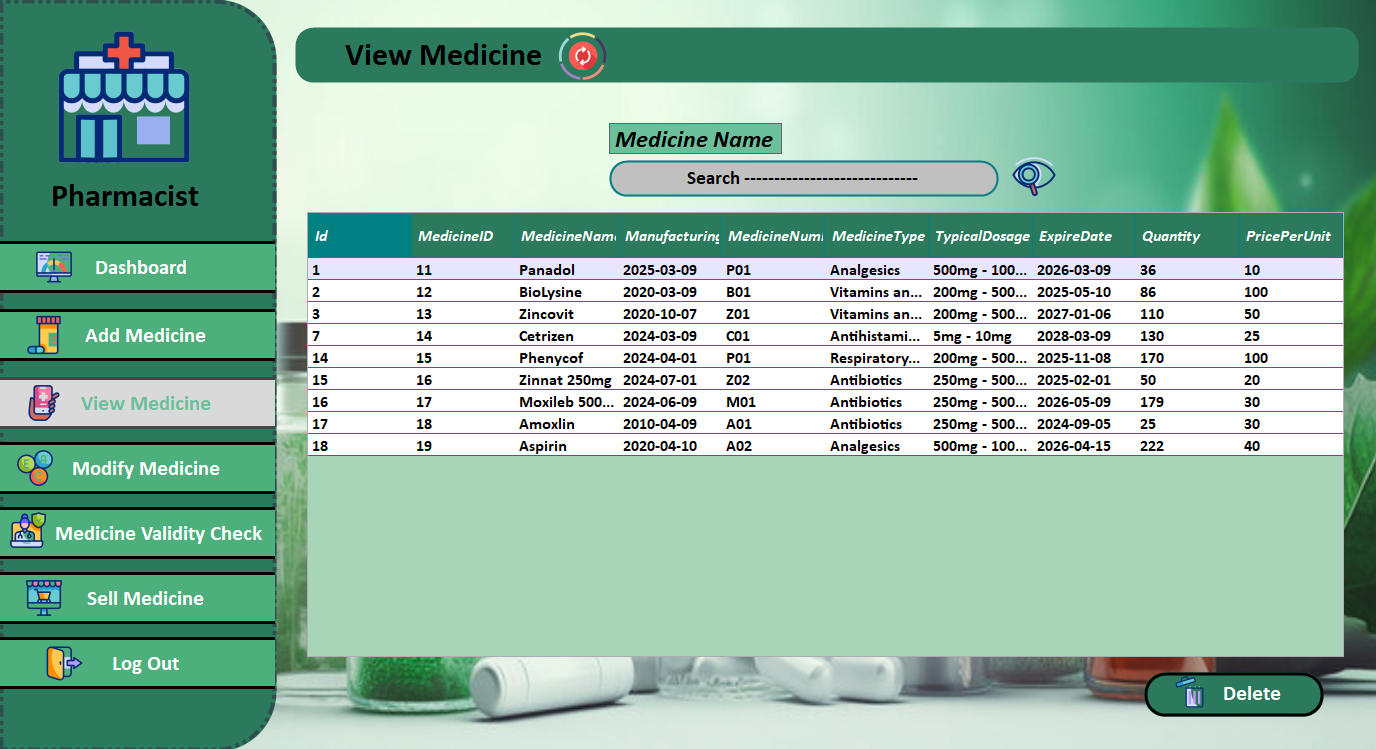 View Medicine
Pharmacist
Dashboard
Add Medicine
View Medicine
Modify Medicine
Medicine Validity Check
Sell Medicine
Log Out
Medicine Name
Search -----------------------------
Id MedicineID MedicineNam Manufacturing MedicineNum MedicineType TypicalDosage ExpireDate Quantity PricePerUnit
1 11 Panadol 2025-03-09 P01 Analgesics 500mg - 100... 2026-03-09 36 10
2 12 BioLysine 2020-03-09 B01 Vitamins an... 200mg - 500... 2025-05-10 86 100
3 13 Zincovit 2020-10-07 Z01 Vitamins an... 200mg - 500... 2027-01-06 110 50
7 14 Cetrizen 2024-03-09 C01 Antihistami... 5mg - 10mg 2028-03-09 130 25
14 15 Phenycof 2024-04-01 P01 Respiratory... 200mg - 500... 2025-11-08 170 100
15 16 Zinnat 250mg 2024-07-01 Z02 Antibiotics 250mg - 500... 2025-02-01 50 20
16 17 Moxileb 500... 2024-06-09 M01 Antibiotics 250mg - 500... 2026-05-09 179 30
17 18 Amoxlin 2010-04-09 A01 Antibiotics 250mg - 500... 2024-09-05 25 30
18 19 Aspirin 2020-04-10 A02 Analgesics 500mg - 100... 2026-04-15 222 40
Delete